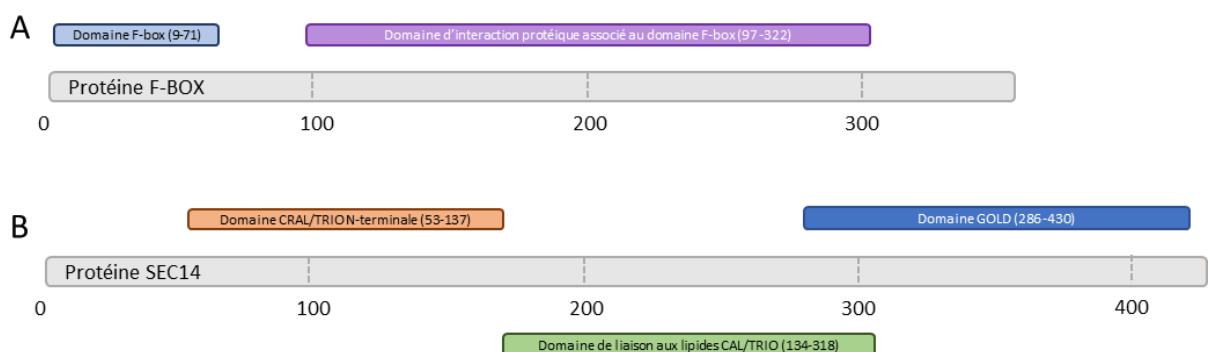 A
Domaine F-box (9-71)
Domaine d'interaction protéique associé au domaine F-box (97-322)
Protéine F-BOX
0 100 200 300
B
Domaine CRAL/TRIO N-terminale (53-137)
Domaine GOLD (286-430)
Protéine SEC14
0 100 200 300 400
Domaine de liaison aux lipides CAL/TRIO (134-318)